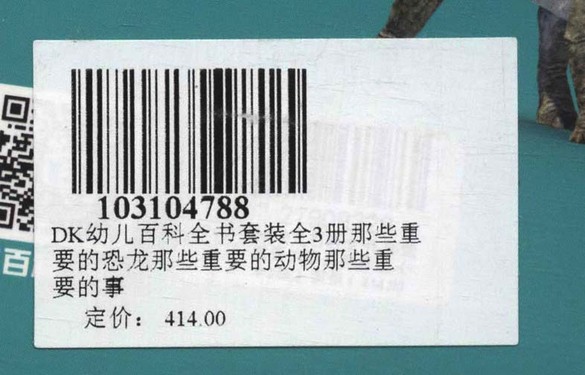 103104788
DK幼儿百科全书套装全3册那些重
要的恐龙那些重要的动物那些重
要的事
定价： 414.00
百